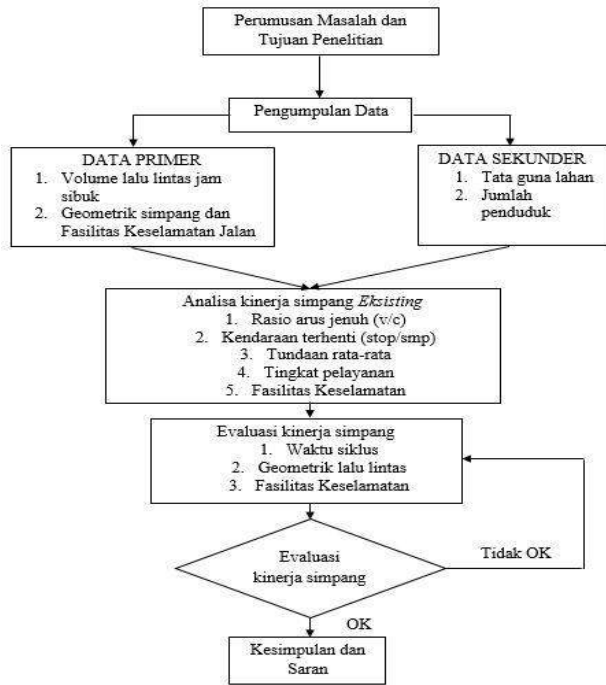 Perumusan Masalah dan
Tujuan Penelitian
Pengumpulan Data
DATA PRIMER
1. Volume lalu lintas jam
sibuk
2. Geometrik simpang dan
Fasilitas Keselamatan Jalan
DATA SEKUNDER
1. Tata guna lahan
2. Jumlah
penduduk
Analisa kinerja simpang Eksisting
1. Rasio arus jenuh (v/c)
2. Kendaraan terhenti (stop/smp)
3. Tundaan rata-rata
4. Tingkat pelayanan
5. Fasilitas Keselamatan
Evaluasi kinerja simpang
1. Waktu siklus
2. Geometrik lalu lintas
3. Fasilitas Keselamatan
Evaluasi
kinerja simpang
Tidak OK
OK
Kesimpulan dan
Saran